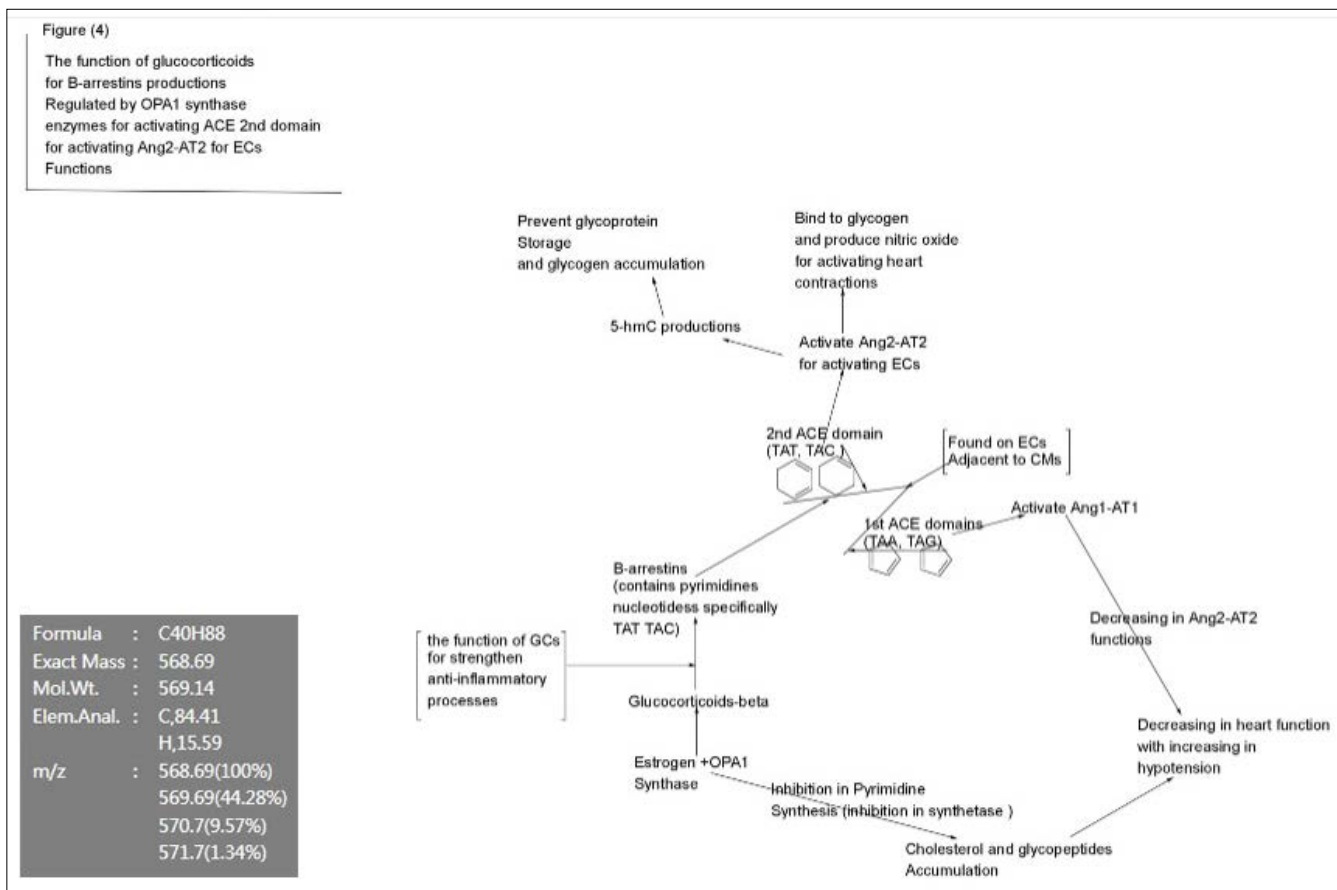 Figure (4)
The function of glucocorticoids
for B-arrestins productions
Regulated by OPA1 synthase
enzymes for activating ACE 2nd domain
for activating Ang2-AT2 for ECs
Functions
Prevent glycoprotein
Storage
and glycogen accumulation
Bind to glycogen
and produce nitric oxide
for activating heart
contractions
5-hmC productions
Activate Ang2-AT2
for activating ECs
2nd ACE domain
(TAT, TAC )
Found on ECs
Adjacent to CMs
Activate Ang1-AT1
1st ACE domains
(TAA, TAG)
B-arrestins
(contains pyrimidines
nucleotidess specifically
TAT TAC)
Decreasing in Ang2-AT2
functions
the function of GCs
for strengthen
anti-inflammatory
processes
Glucocorticoids-beta
Decreasing in heart function
with increasing in
hypotension
Estrogen +OPA1
Synthase
Inhibition in Pyrimidine
Synthesis (inhibition in synthetase )
Cholesterol and glycopeptides
Accumulation
Formula : C40H88
Exact Mass : 568.69
Mol.Wt. : 569.14
Elem.Anal. : C,84.41
H,15.59
m/z : 568.69(100%)
569.69(44.28%)
570.7(9.57%)
571.7(1.34%)